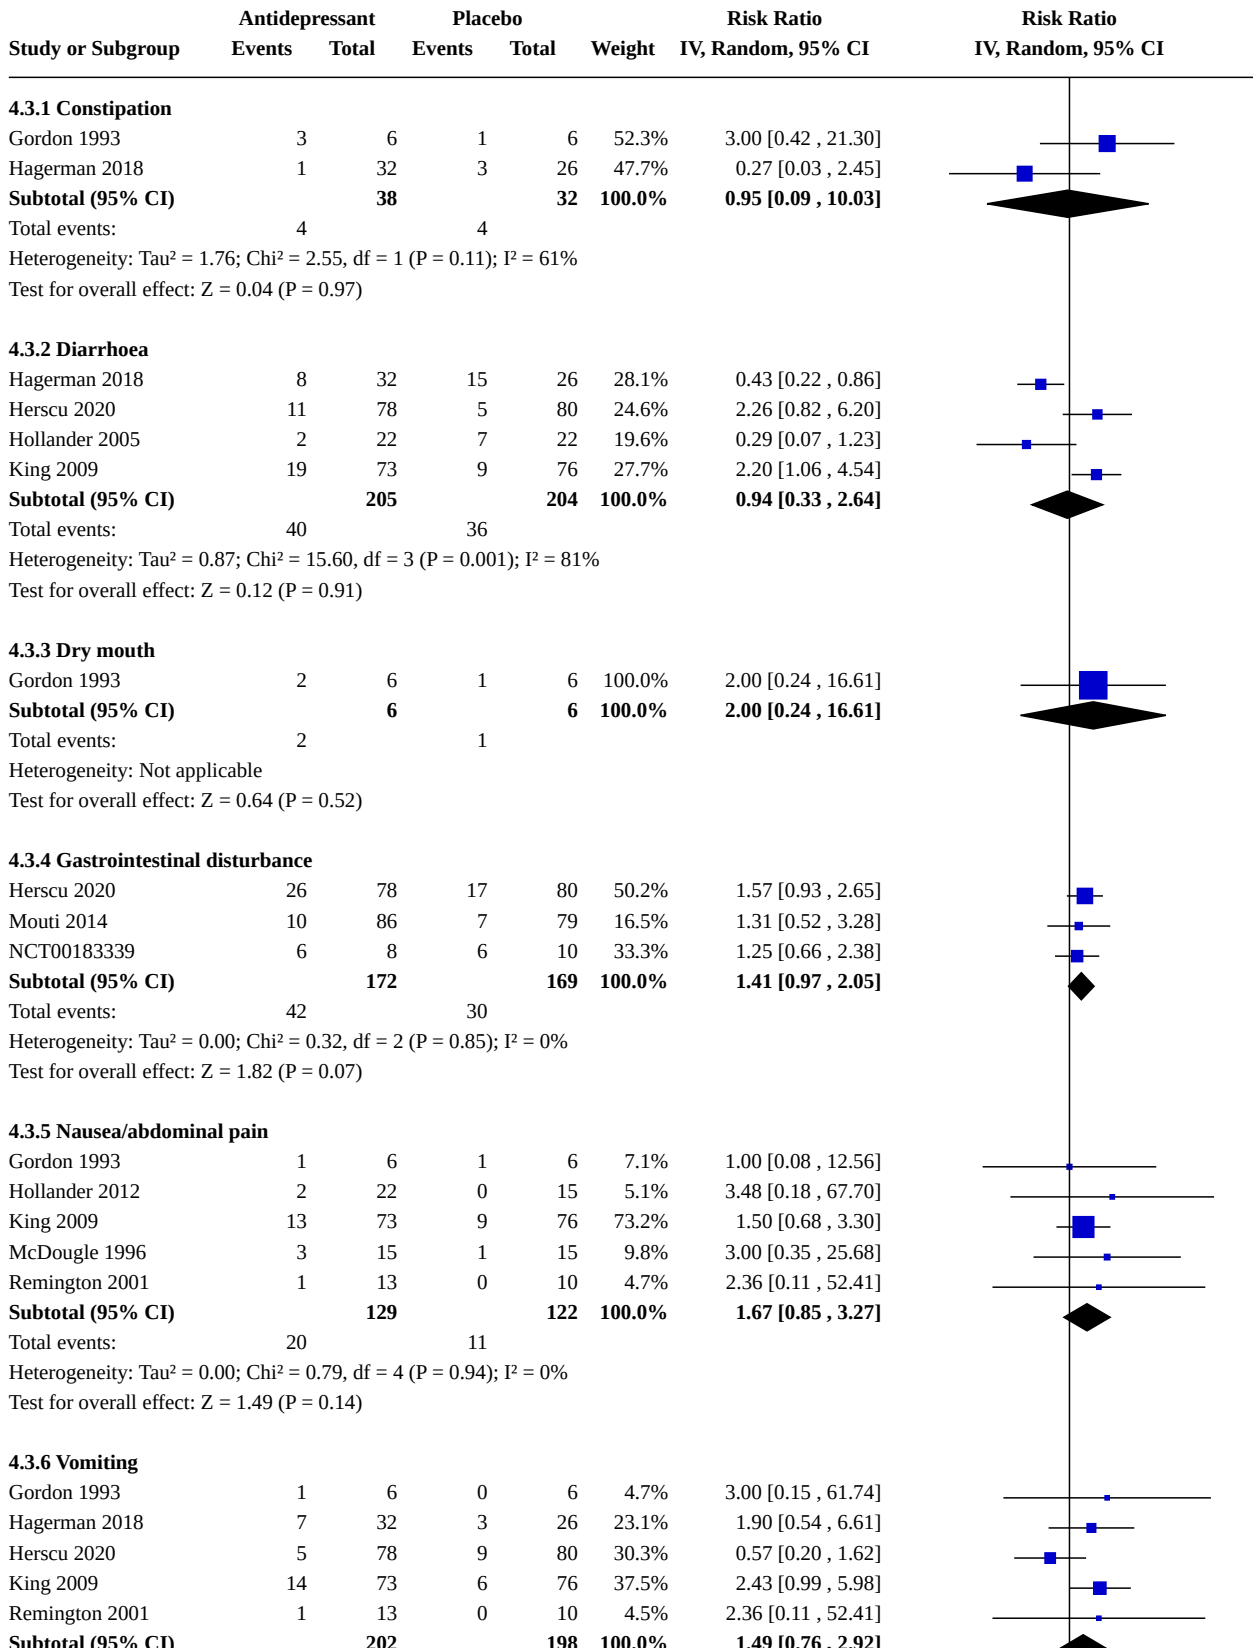 Antidepressant Placebo Risk Ratio Risk Ratio
Study or Subgroup Events Total Events Total Weight IV, Random, 95% CI IV, Random, 95% CI
4.3.1 Constipation
Gordon 1993 3 6 1 6 52.3% 3.00 [0.42 , 21.30]
Hagerman 2018 1 32 3 26 47.7% 0.27 [0.03 , 2.45]
Subtotal (95% CI) 38 32 100.0% 0.95 [0.09 , 10.03]
Total events: 4 4
Heterogeneity: Tau² = 1.76; Chi² = 2.55, df = 1 (P = 0.11); I² = 61%
Test for overall effect: Z = 0.04 (P = 0.97)
4.3.2 Diarrhoea
Hagerman 2018 8 32 15 26 28.1% 0.43 [0.22 , 0.86]
Herscu 2020 11 78 5 80 24.6% 2.26 [0.82 , 6.20]
Hollander 2005 2 22 7 22 19.6% 0.29 [0.07 , 1.23]
King 2009 19 73 9 76 27.7% 2.20 [1.06 , 4.54]
Subtotal (95% CI) 205 204 100.0% 0.94 [0.33 , 2.64]
Total events: 40 36
Heterogeneity: Tau² = 0.87; Chi² = 15.60, df = 3 (P = 0.001); I² = 81%
Test for overall effect: Z = 0.12 (P = 0.91)
4.3.3 Dry mouth
Gordon 1993 2 6 1 6 100.0% 2.00 [0.24 , 16.61]
Subtotal (95% CI) 6 6 100.0% 2.00 [0.24 , 16.61]
Total events: 2 1
Heterogeneity: Not applicable
Test for overall effect: Z = 0.64 (P = 0.52)
4.3.4 Gastrointestinal disturbance
Herscu 2020 26 78 17 80 50.2% 1.57 [0.93 , 2.65]
Mouti 2014 10 86 7 79 16.5% 1.31 [0.52 , 3.28]
NCT00183339 6 8 6 10 33.3% 1.25 [0.66 , 2.38]
Subtotal (95% CI) 172 169 100.0% 1.41 [0.97 , 2.05]
Total events: 42 30
Heterogeneity: Tau² = 0.00; Chi² = 0.32, df = 2 (P = 0.85); I² = 0%
Test for overall effect: Z = 1.82 (P = 0.07)
4.3.5 Nausea/abdominal pain
Gordon 1993 1 6 1 6 7.1% 1.00 [0.08 , 12.56]
Hollander 2012 2 22 0 15 5.1% 3.48 [0.18 , 67.70]
King 2009 13 73 9 76 73.2% 1.50 [0.68 , 3.30]
McDougle 1996 3 15 1 15 9.8% 3.00 [0.35 , 25.68]
Remington 2001 1 13 0 10 4.7% 2.36 [0.11 , 52.41]
Subtotal (95% CI) 129 122 100.0% 1.67 [0.85 , 3.27]
Total events: 20 11
Heterogeneity: Tau² = 0.00; Chi² = 0.79, df = 4 (P = 0.94); I² = 0%
Test for overall effect: Z = 1.49 (P = 0.14)
4.3.6 Vomiting
Gordon 1993 1 6 0 6 4.7% 3.00 [0.15 , 61.74]
Hagerman 2018 7 32 3 26 23.1% 1.90 [0.54 , 6.61]
Herscu 2020 5 78 9 80 30.3% 0.57 [0.20 , 1.62]
King 2009 14 73 6 76 37.5% 2.43 [0.99 , 5.98]
Remington 2001 1 13 0 10 4.5% 2.36 [0.11 , 52.41]
Subtotal (95% CI) 202 198 100.0% 1.49 [0.76 , 2.92]